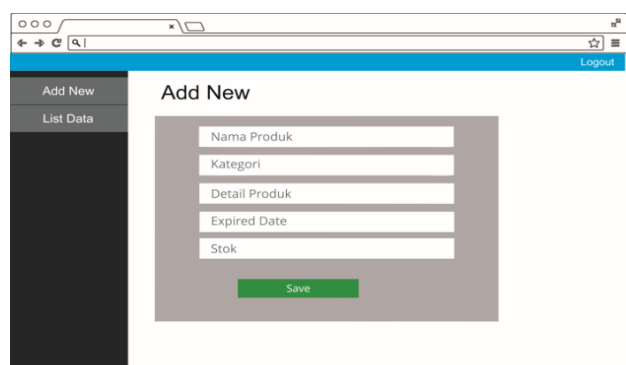 Logout
Add New
List Data
Add New
Nama Produk
Kategori
Detail Produk
Expired Date
Stok
Save